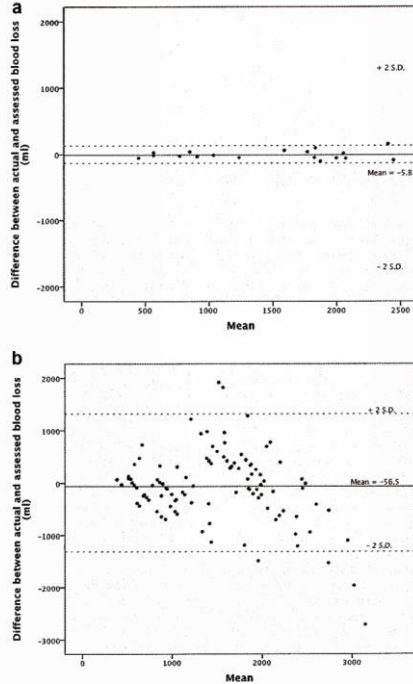 a
Difference between actual and assessed blood loss
(ml)
2000
1000
0
-1000
-2000
+ 2 S.D.
Mean = -5.8
- 2 S.D.
0
500
1000
1500
2000
2500
Mean
b
Difference between actual and assessed blood loss
(ml)
2000
1000
0
-1000
-2000
-3000
+ 2 S.D.
Mean = -56.5
- 2 S.D.
0
1000
2000
3000
Mean